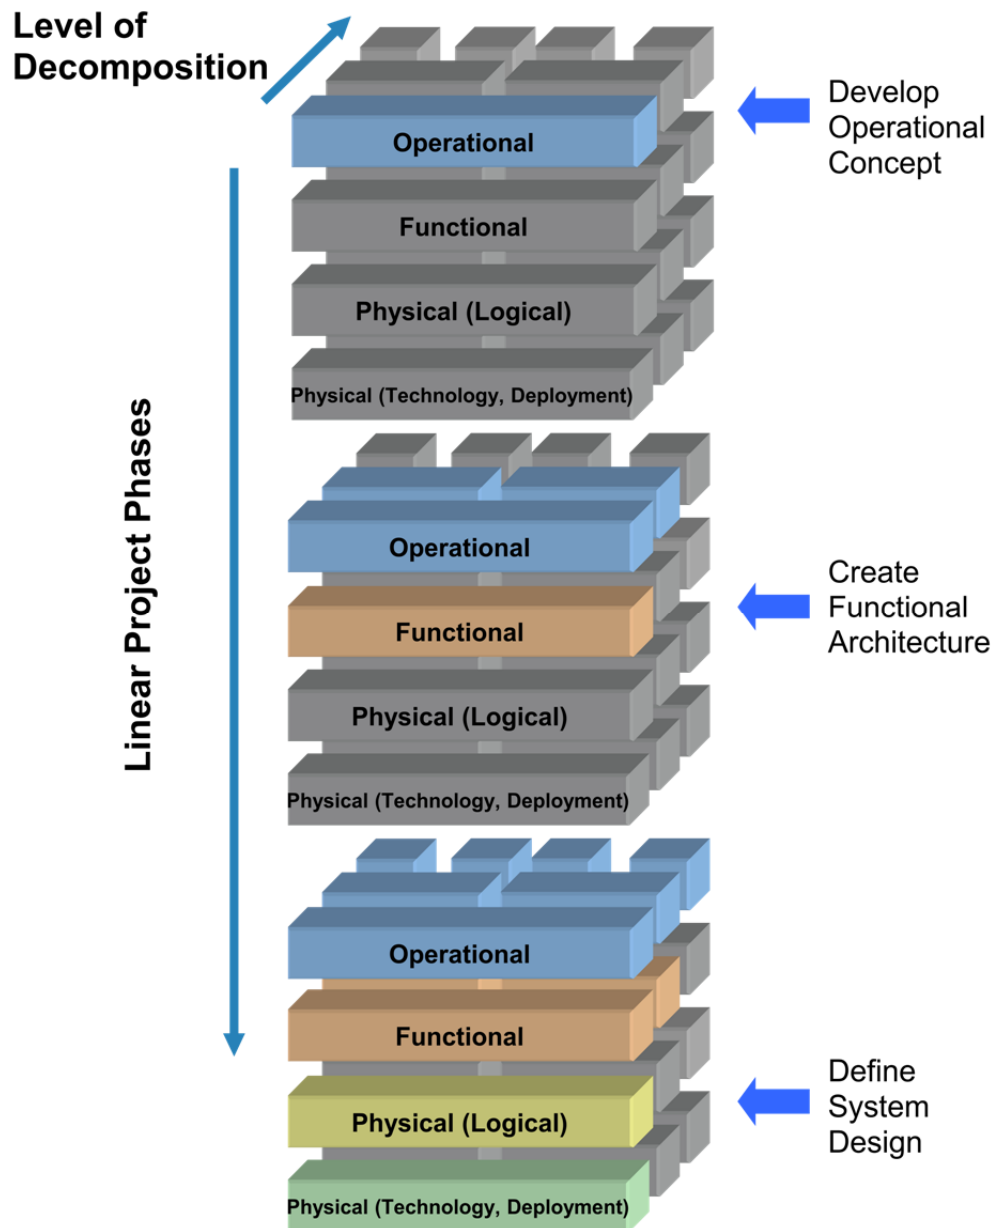 Level of
Decomposition
Develop
Operational
Concept
Operational
Functional
Physical (Logical)
Physical (Technology, Deployment)
Linear Project Phases
Operational
Functional
Physical (Logical)
Physical (Technology, Deployment)
Create
Functional
Architecture
Operational
Functional
Physical (Logical)
Physical (Technology, Deployment)
Define
System
Design